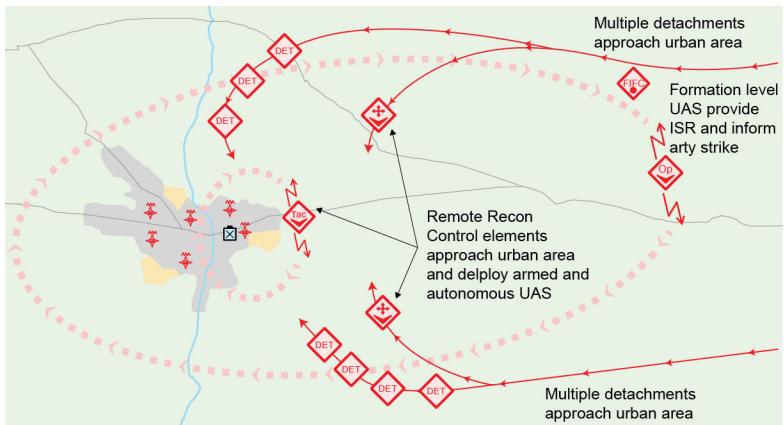 Multiple detachments
approach urban area
DET
DET
DET
FIFC
Formation level
UAS provide
ISR and inform
arty strike
Op
Tac
Remote Recon
Control elements
approach urban area
and delploy armed and
autonomous UAS
DET
DET
DET
DET
Multiple detachments
approach urban area